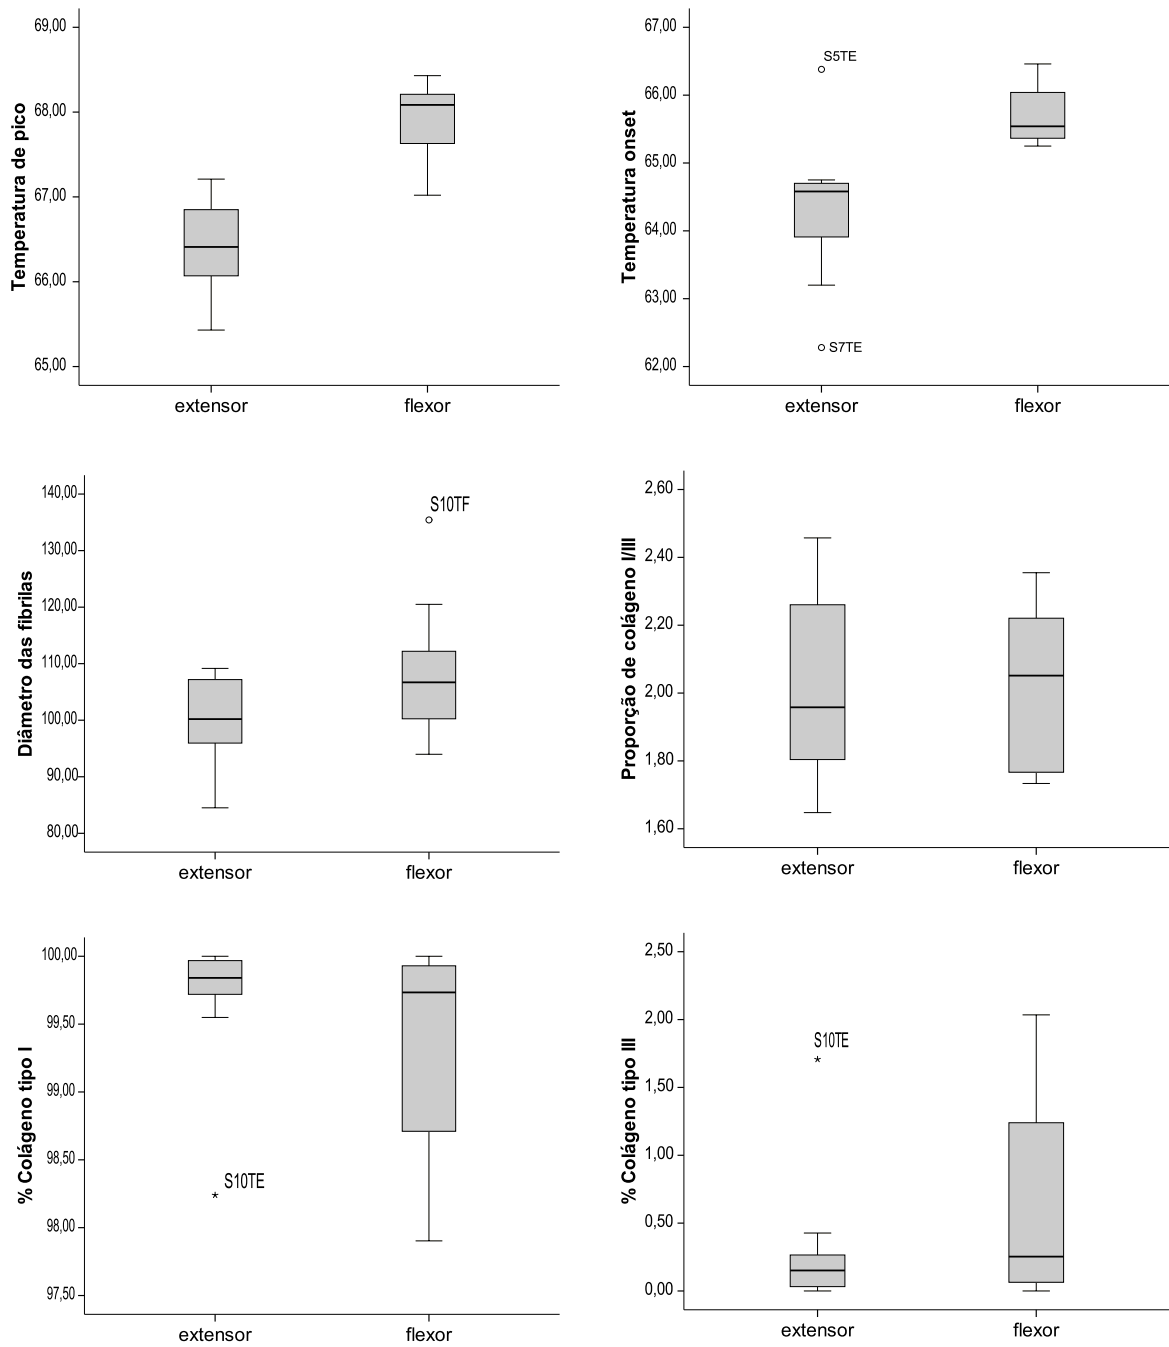 Temperatura de pico
69,00
68,00
67,00
66,00
65,00
extensor
flexor
Temperatura onset
67,00
66,00
65,00
64,00
63,00
62,00
S5TE
S7TE
extensor
flexor
Diâmetro das fibrilas
140,00
130,00
120,00
110,00
100,00
90,00
80,00
S10TF
extensor
flexor
Proporção de colágeno I/III
2,60
2,40
2,20
2,00
1,80
1,60
extensor
flexor
% Colágeno tipo I
100,00
99,50
99,00
98,50
98,00
97,50
S10TE
*
extensor
flexor
% Colágeno tipo III
2,50
2,00
1,50
1,00
0,50
0,00
S10TE
*
extensor
flexor